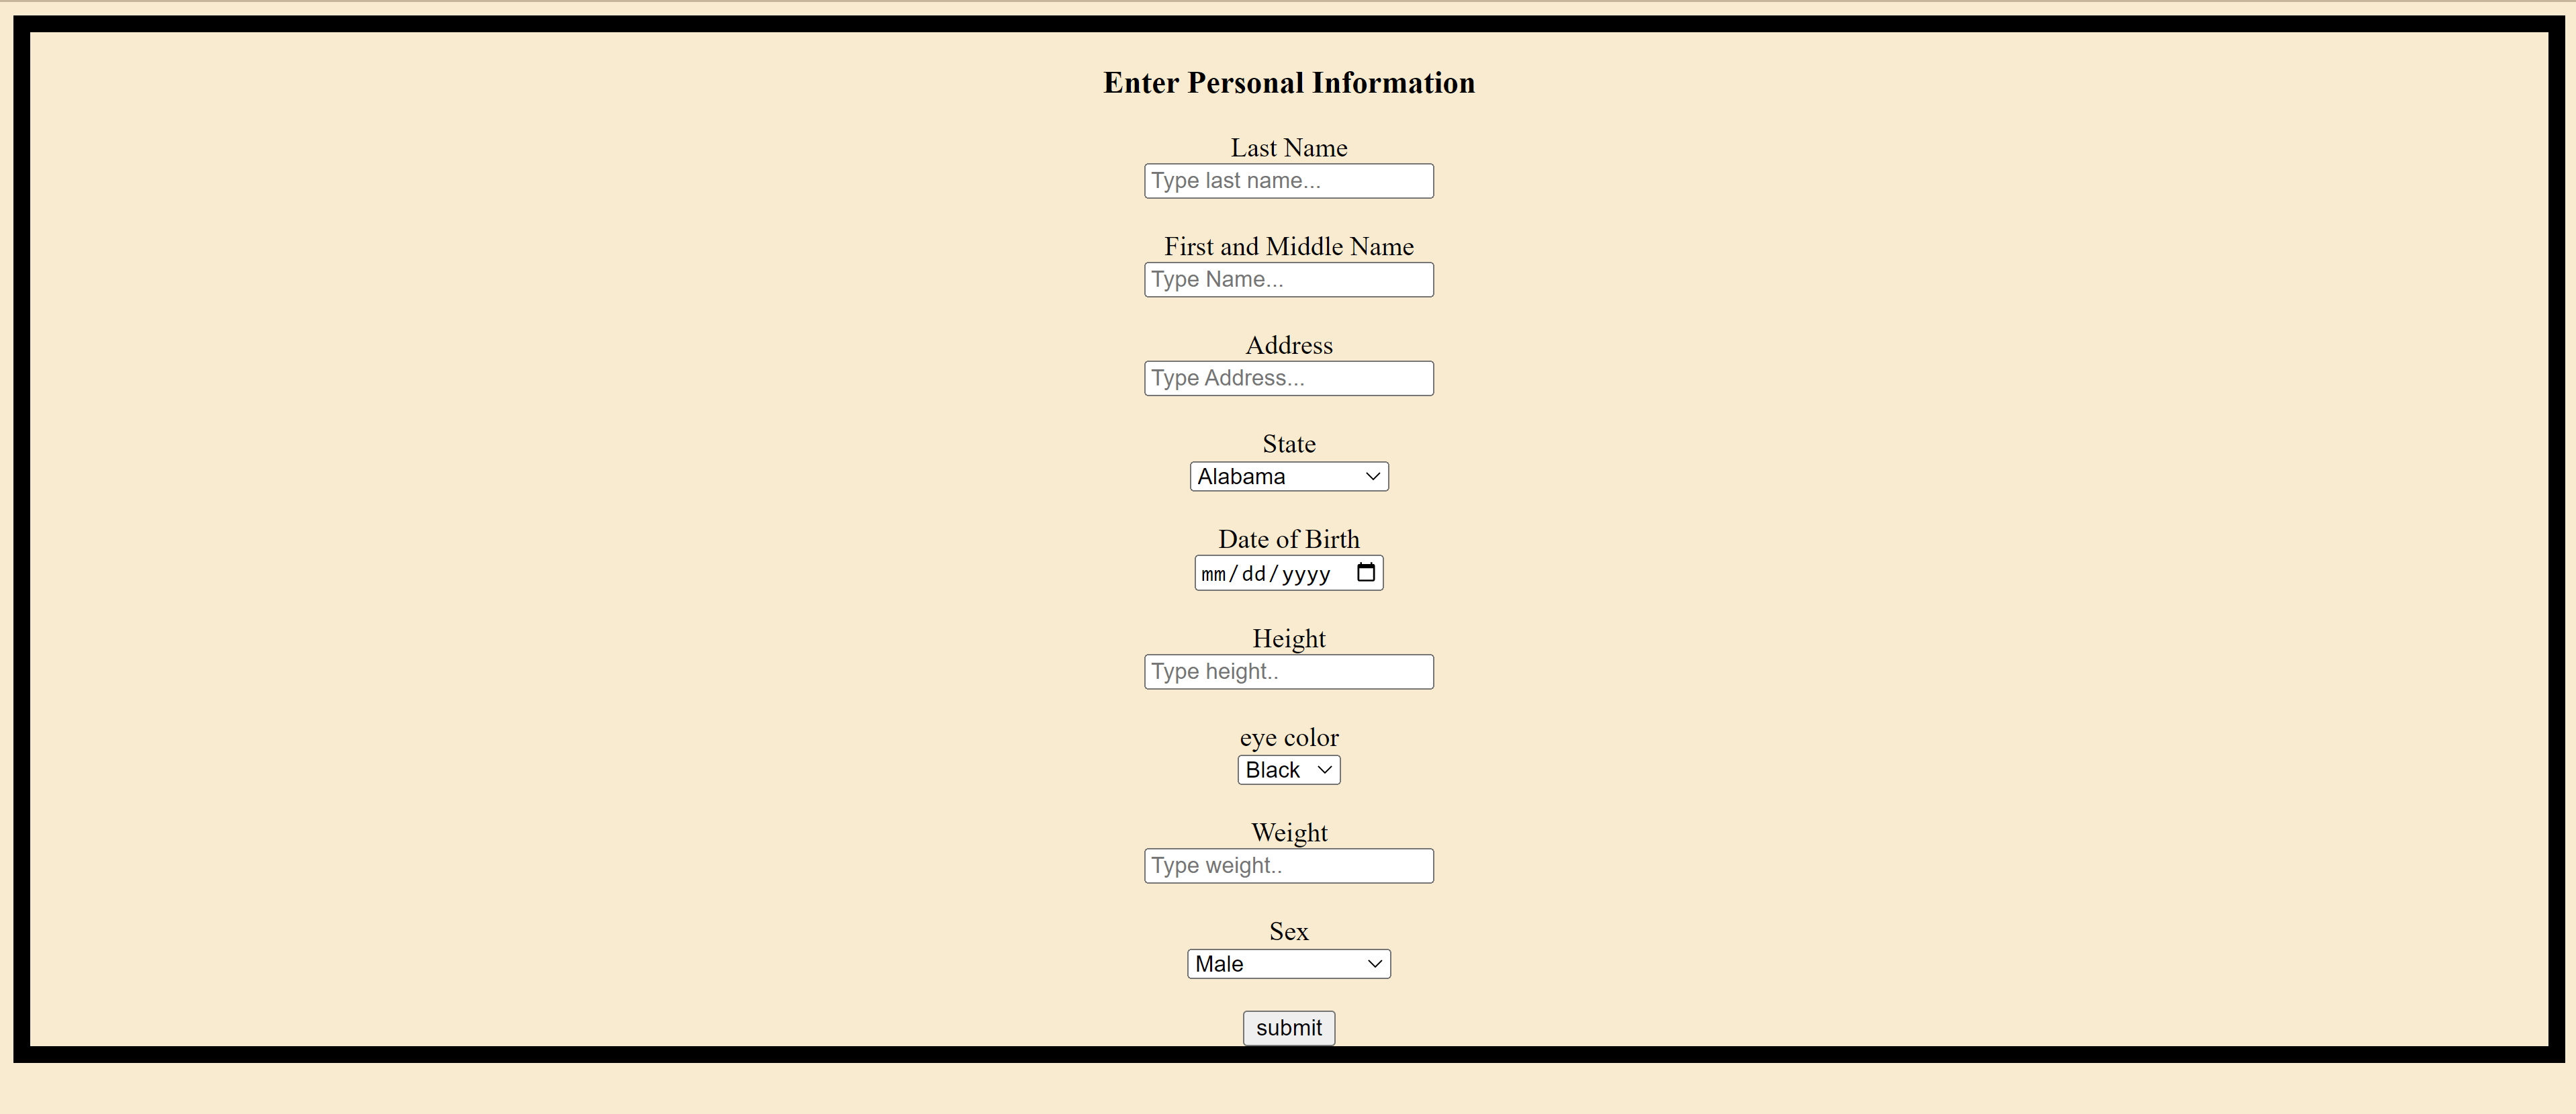 Enter Personal Information
Last Name
Type last name...
First and Middle Name
Type Name...
Address
Type Address...
State
Alabama
Date of Birth
mm/dd/yyyy
Height
Type height..
eye color
Black
Weight
Type weight..
Sex
Male
submit